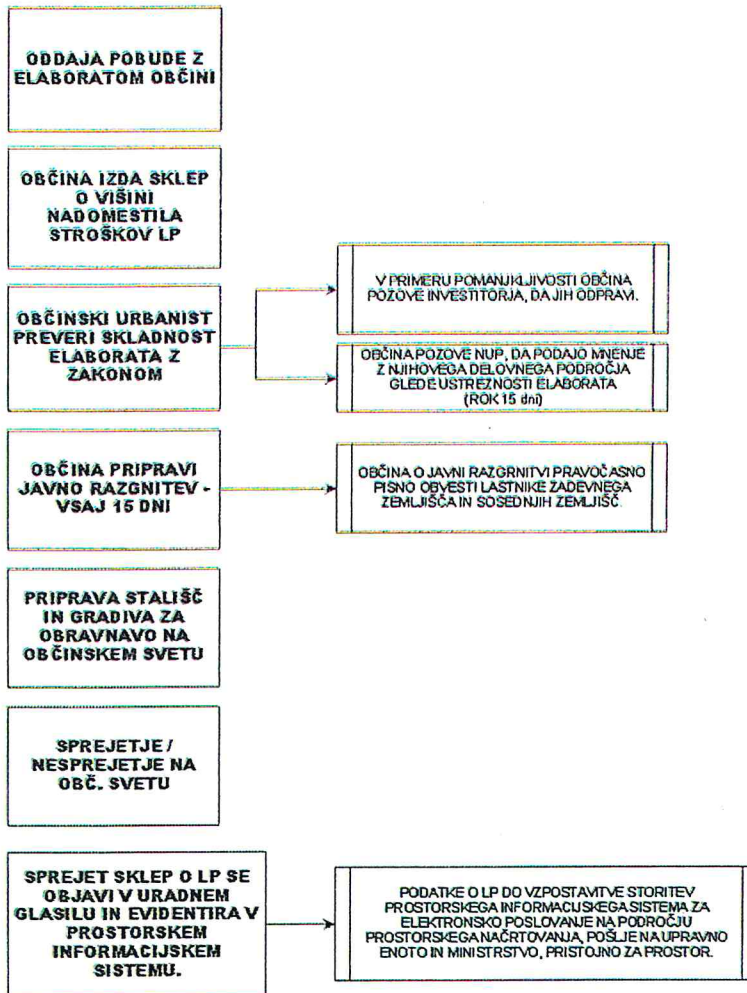 ODDAJA POBUDE Z
ELABORATOM OBČINI
OBČINA IZDA SKLEP
O VIŠINI
NADOMESTILA
STROŠKOV LP
OBČINSKI URBANIST
PREVERI SKLADNOST
ELABORATA Z
ZAKONOM
V PRIMERU POMANJKLJIVOSTI OBČINA
POZOVE INVESTITORJA, DA JIH ODPRAVI.
OBČINA POZOVE NUP, DA PODAJO MNENJE
Z NJIHOVEGA DELOVNEGA PODROČJA
GLEDE USTREZNOSTI ELABORATA
(ROK 15 dni)
OBČINA PRIPRAVI
JAVNO RAZGNITEV -
VSAJ 15 DNI
OBČINA O JAVNI RAZGRNITVI PRAVOČASNO
PISNO OBVESTI LASTNIKE ZADEVNEGA
ZEMLJIŠČA IN SOSEDNJIH ZEMLJIŠČ.
PRIPRAVA STALIŠČ
IN GRADIVA ZA
OBRAVNAVO NA
OBČINSKEM SVETU
SPREJETJE /
NESPREJETJE NA
OBČ. SVETU
SPREJET SKLEP O LP SE
OBJAVI V URADNEM
GLASILU IN EVIDENTIRA V
PROSTORSKEM
INFORMACIJSKEM
SISTEMU.
PODATKE O LP DO VZPOSTAVITVE STORITEV
PROSTORSKEGA INFORMACIJSKEGA SISTEMA ZA
ELEKTRONSKO POSLOVANJE NA PODROČJU
PROSTORSKEGA NAČRTOVANJA, POŠLJE NA UPRAVNO
ENOTO IN MINISTRSTVO, PRISTOJNO ZA PROSTOR.